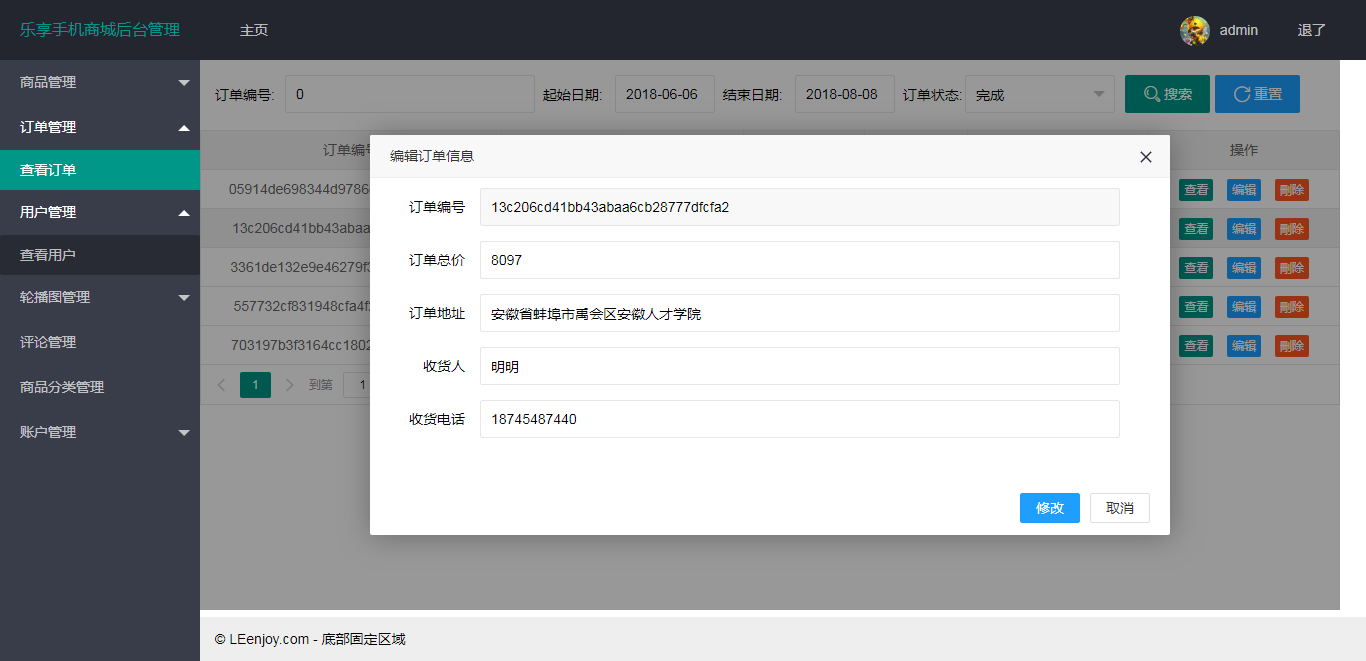 乐享手机商城后台管理
主页
admin
退了
商品管理
订单管理
查看订单
用户管理
查看用户
轮播图管理
评论管理
商品分类管理
账户管理
订单编号: 0 起始日期: 2018-06-06 结束日期: 2018-08-08 订单状态: 完成 搜索 重置
订单编号 操作
05914de698344d9786 查看 编辑 删除
13c206cd41bb43abaa 查看 编辑 删除
3361de132e9e46279f 查看 编辑 删除
557732cf831948cfa4f 查看 编辑 删除
703197b3f3164cc1802 查看 编辑 删除
1 到第 1
编辑订单信息
订单编号 13c206cd41bb43abaa6cb28777dfcfa2
订单总价 8097
订单地址 安徽省蚌埠市禹会区安徽人才学院
收货人 明明
收货电话 18745487440
修改 取消
© LEenjoy.com - 底部固定区域